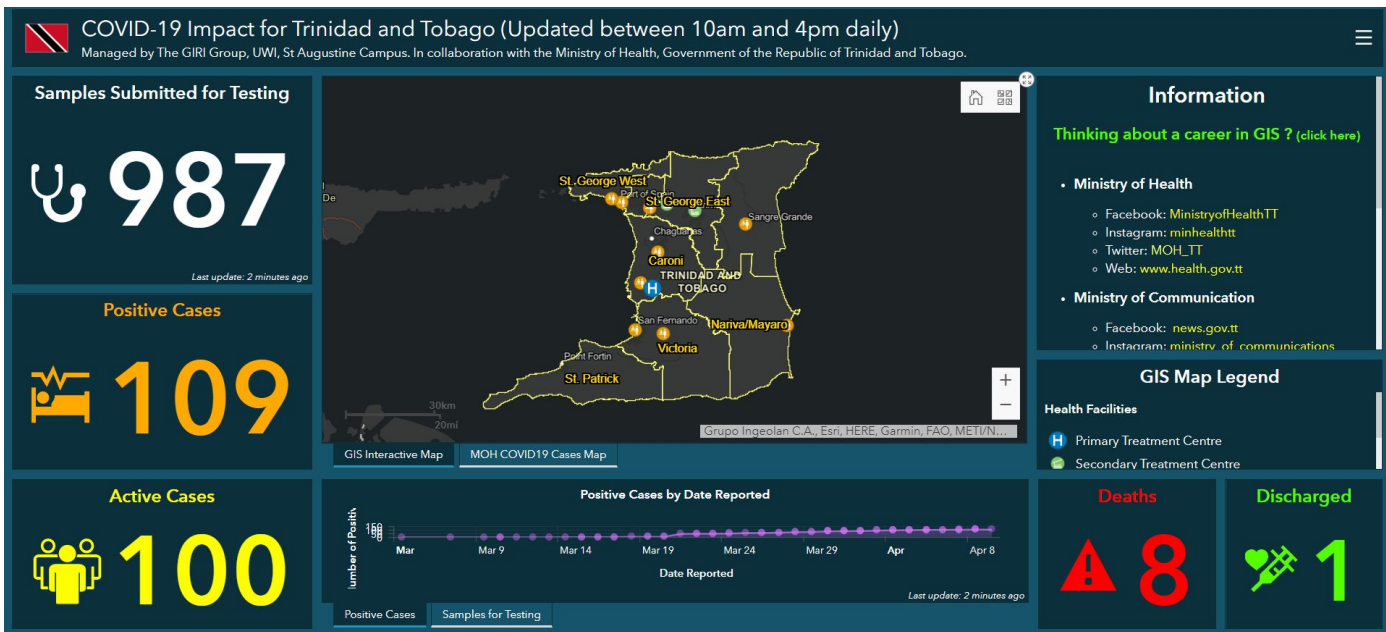 COVID-19 Impact for Trinidad and Tobago (Updated between 10am and 4pm daily)
Managed by The GIRI Group, UWI, St Augustine Campus. In collaboration with the Ministry of Health, Government of the Republic of Trinidad and Tobago.
Samples Submitted for Testing
987
Last update: 2 minutes ago
Positive Cases
109
Active Cases
100
De
St. George West
Port of Spain
St. George East
Sangre Grande
Chaguanas
Caroni
TRINIDAD AND
TOBAGO
H
San Fernando
Nariva/Mayaro
Victoria
Point Fortin
St. Patrick
30km
20mi
+
−
Grupo Ingeolan C.A., Esri, HERE, Garmin, FAO, METI/N...
GIS Interactive Map
MOH COVID19 Cases Map
Positive Cases by Date Reported
150
Mar
Mar 9
Mar 14
Mar 19
Mar 24
Mar 29
Apr
Apr 8
Date Reported
Last update: 2 minutes ago
Positive Cases
Samples for Testing
Information
Thinking about a career in GIS ? (click here)
• Ministry of Health
Facebook: MinistryofHealthTT
Instagram: minhealthtt
Twitter: MOH_TT
Web: www.health.gov.tt
• Ministry of Communication
Facebook: news.gov.tt
Instagram: ministry_of_communications
GIS Map Legend
Health Facilities
H Primary Treatment Centre
Secondary Treatment Centre
Deaths
8
Discharged
1